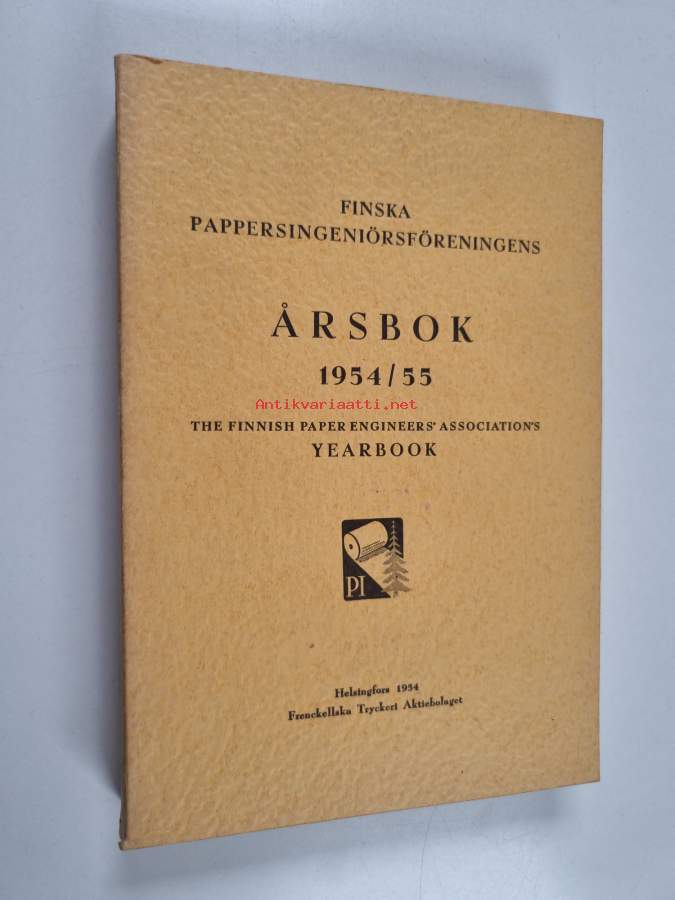 FINSKA
PAPPERSINGENIÖRSFÖRENINGENS
ÅRSBOK
1954/55
Antikvariaatti.net
THE FINNISH PAPER ENGINEERS' ASSOCIATION'S
YEARBOOK
PI
Helsingfors 1954
Frenckellska Tryckeri Aktiebolaget